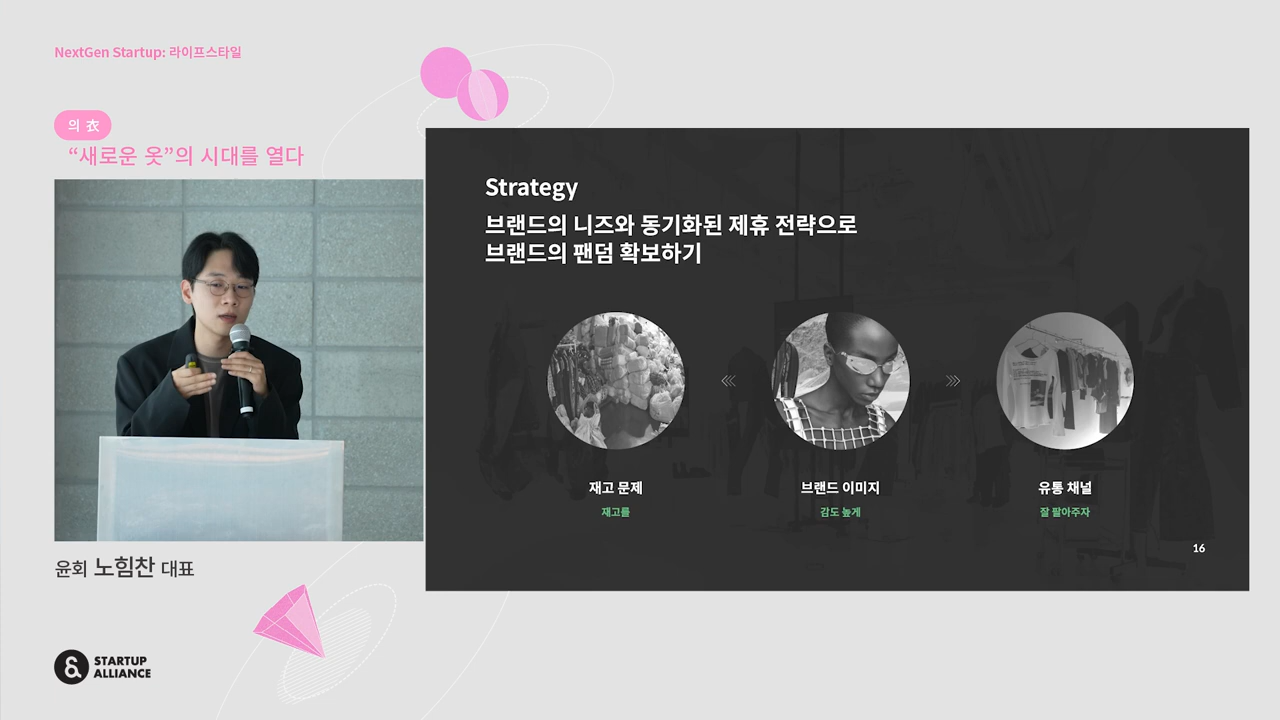 NextGen Startup: 라이프스타일
의 衣
“새로운 옷”의 시대를 열다
Strategy
브랜드의 니즈와 동기화된 제휴 전략으로
브랜드의 팬덤 확보하기
재고 문제
재고를
브랜드 이미지
감도 높게
유통 채널
잘 팔아주자
16
윤회 노힘찬 대표
STARTUP
ALLIANCE